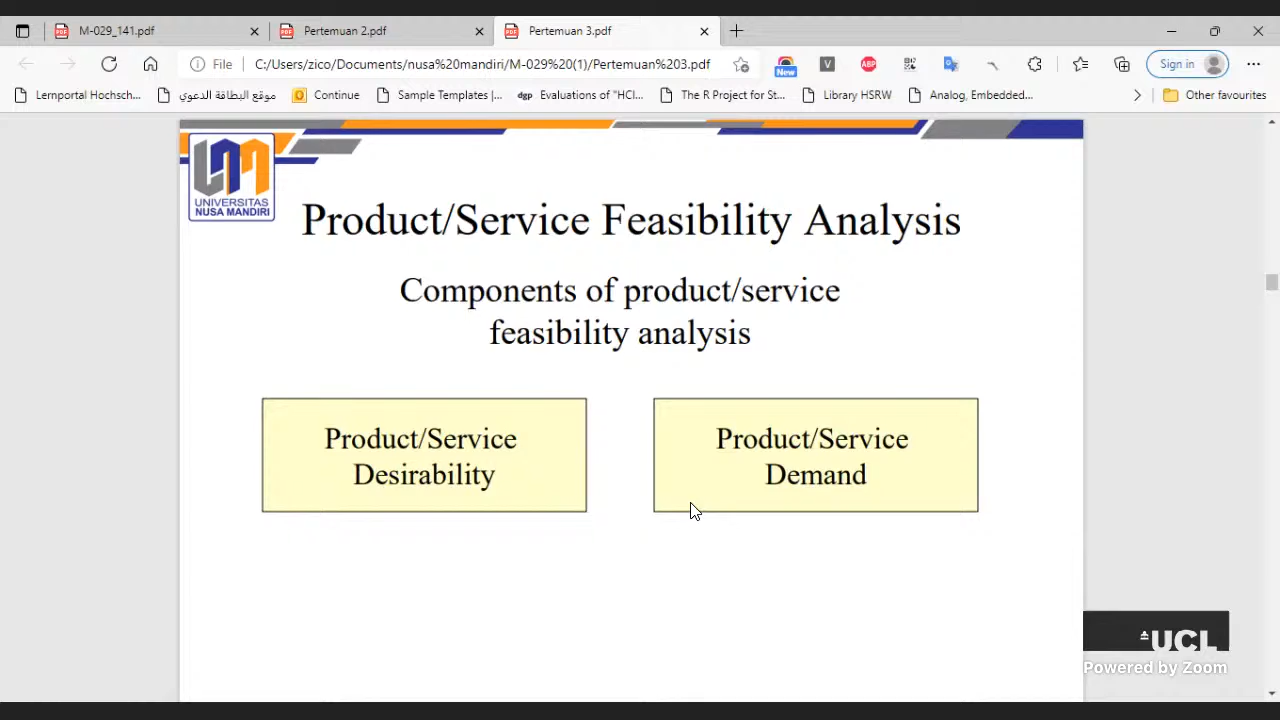 M-029_141.pdf
Pertemuan 2.pdf
Pertemuan 3.pdf
File
C:/Users/zico/Documents/nusa%20mandiri/M-029%20(1)/Pertemuan%203.pdf
New
V
ABP
Sign in
Lernportal Hochsch...
موقع البطاقة الدعوي
Continue
Sample Templates |...
dgp Evaluations of "HCI...
The R Project for St...
Library HSRW
Analog, Embedded...
Other favourites
UNIVERSITAS
NUSA MANDIRI
Product/Service Feasibility Analysis
Components of product/service
feasibility analysis
Product/Service
Desirability
Product/Service
Demand
UCL
Powered by Zoom